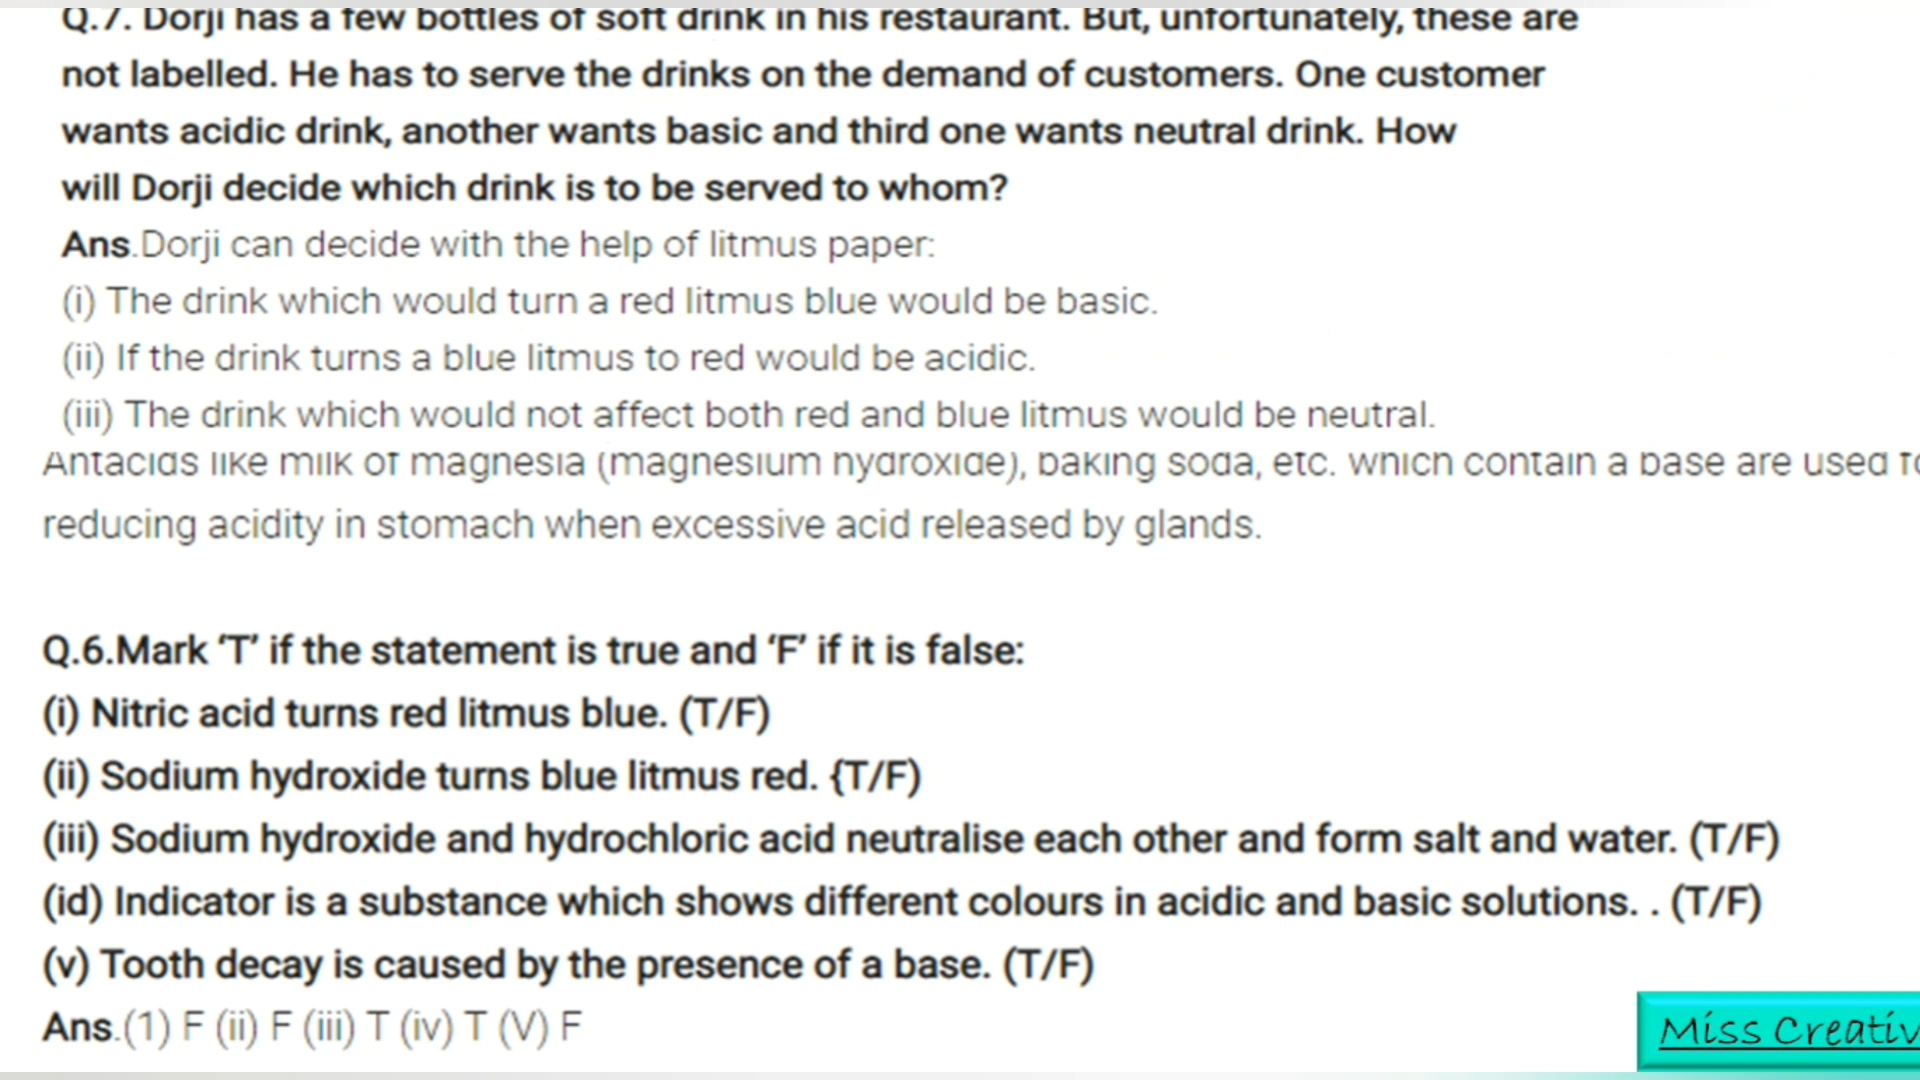 Q.7. Dorji has a few bottles of soft drink in his restaurant. But, unfortunately, these are
not labelled. He has to serve the drinks on the demand of customers. One customer
wants acidic drink, another wants basic and third one wants neutral drink. How
will Dorji decide which drink is to be served to whom?
Ans.Dorji can decide with the help of litmus paper:
(i) The drink which would turn a red litmus blue would be basic.
(ii) If the drink turns a blue litmus to red would be acidic.
(iii) The drink which would not affect both red and blue litmus would be neutral.
Antacids like milk of magnesia (magnesium hydroxide), baking soda, etc. which contain a base are used
reducing acidity in stomach when excessive acid released by glands.
Q.6.Mark ‘T’ if the statement is true and ‘F’ if it is false:
(i) Nitric acid turns red litmus blue. (T/F)
(ii) Sodium hydroxide turns blue litmus red. {T/F)
(iii) Sodium hydroxide and hydrochloric acid neutralise each other and form salt and water. (T/F)
(id) Indicator is a substance which shows different colours in acidic and basic solutions. . (T/F)
(v) Tooth decay is caused by the presence of a base. (T/F)
Ans.(1) F (ii) F (iii) T (iv) T (V) F
Miss Creativ